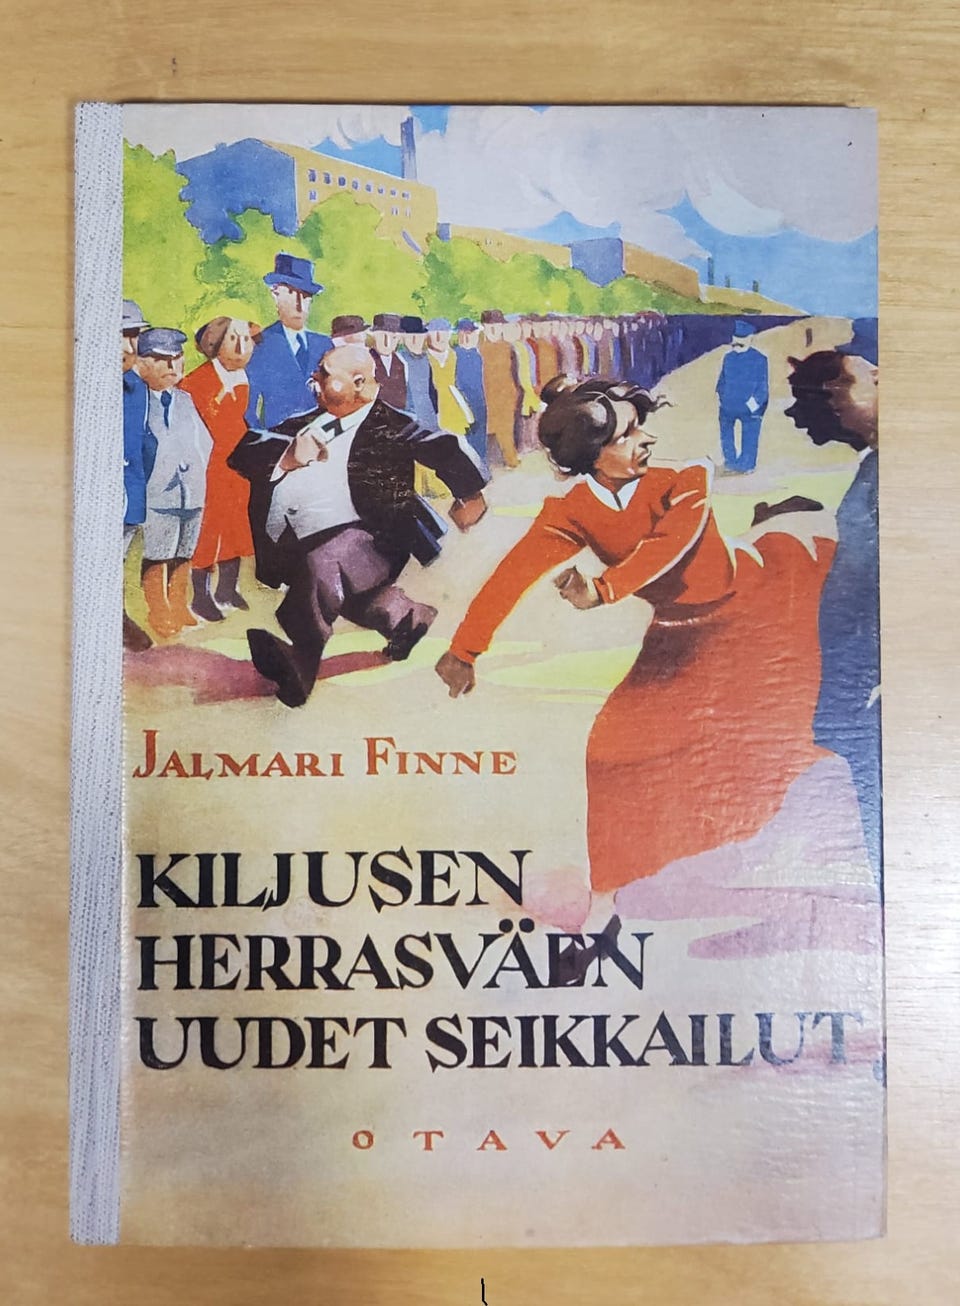 JALMARI FINNE
KILJUSEN
HERRASVÄEN
UUDET SEIKKAILUT
OTAVA